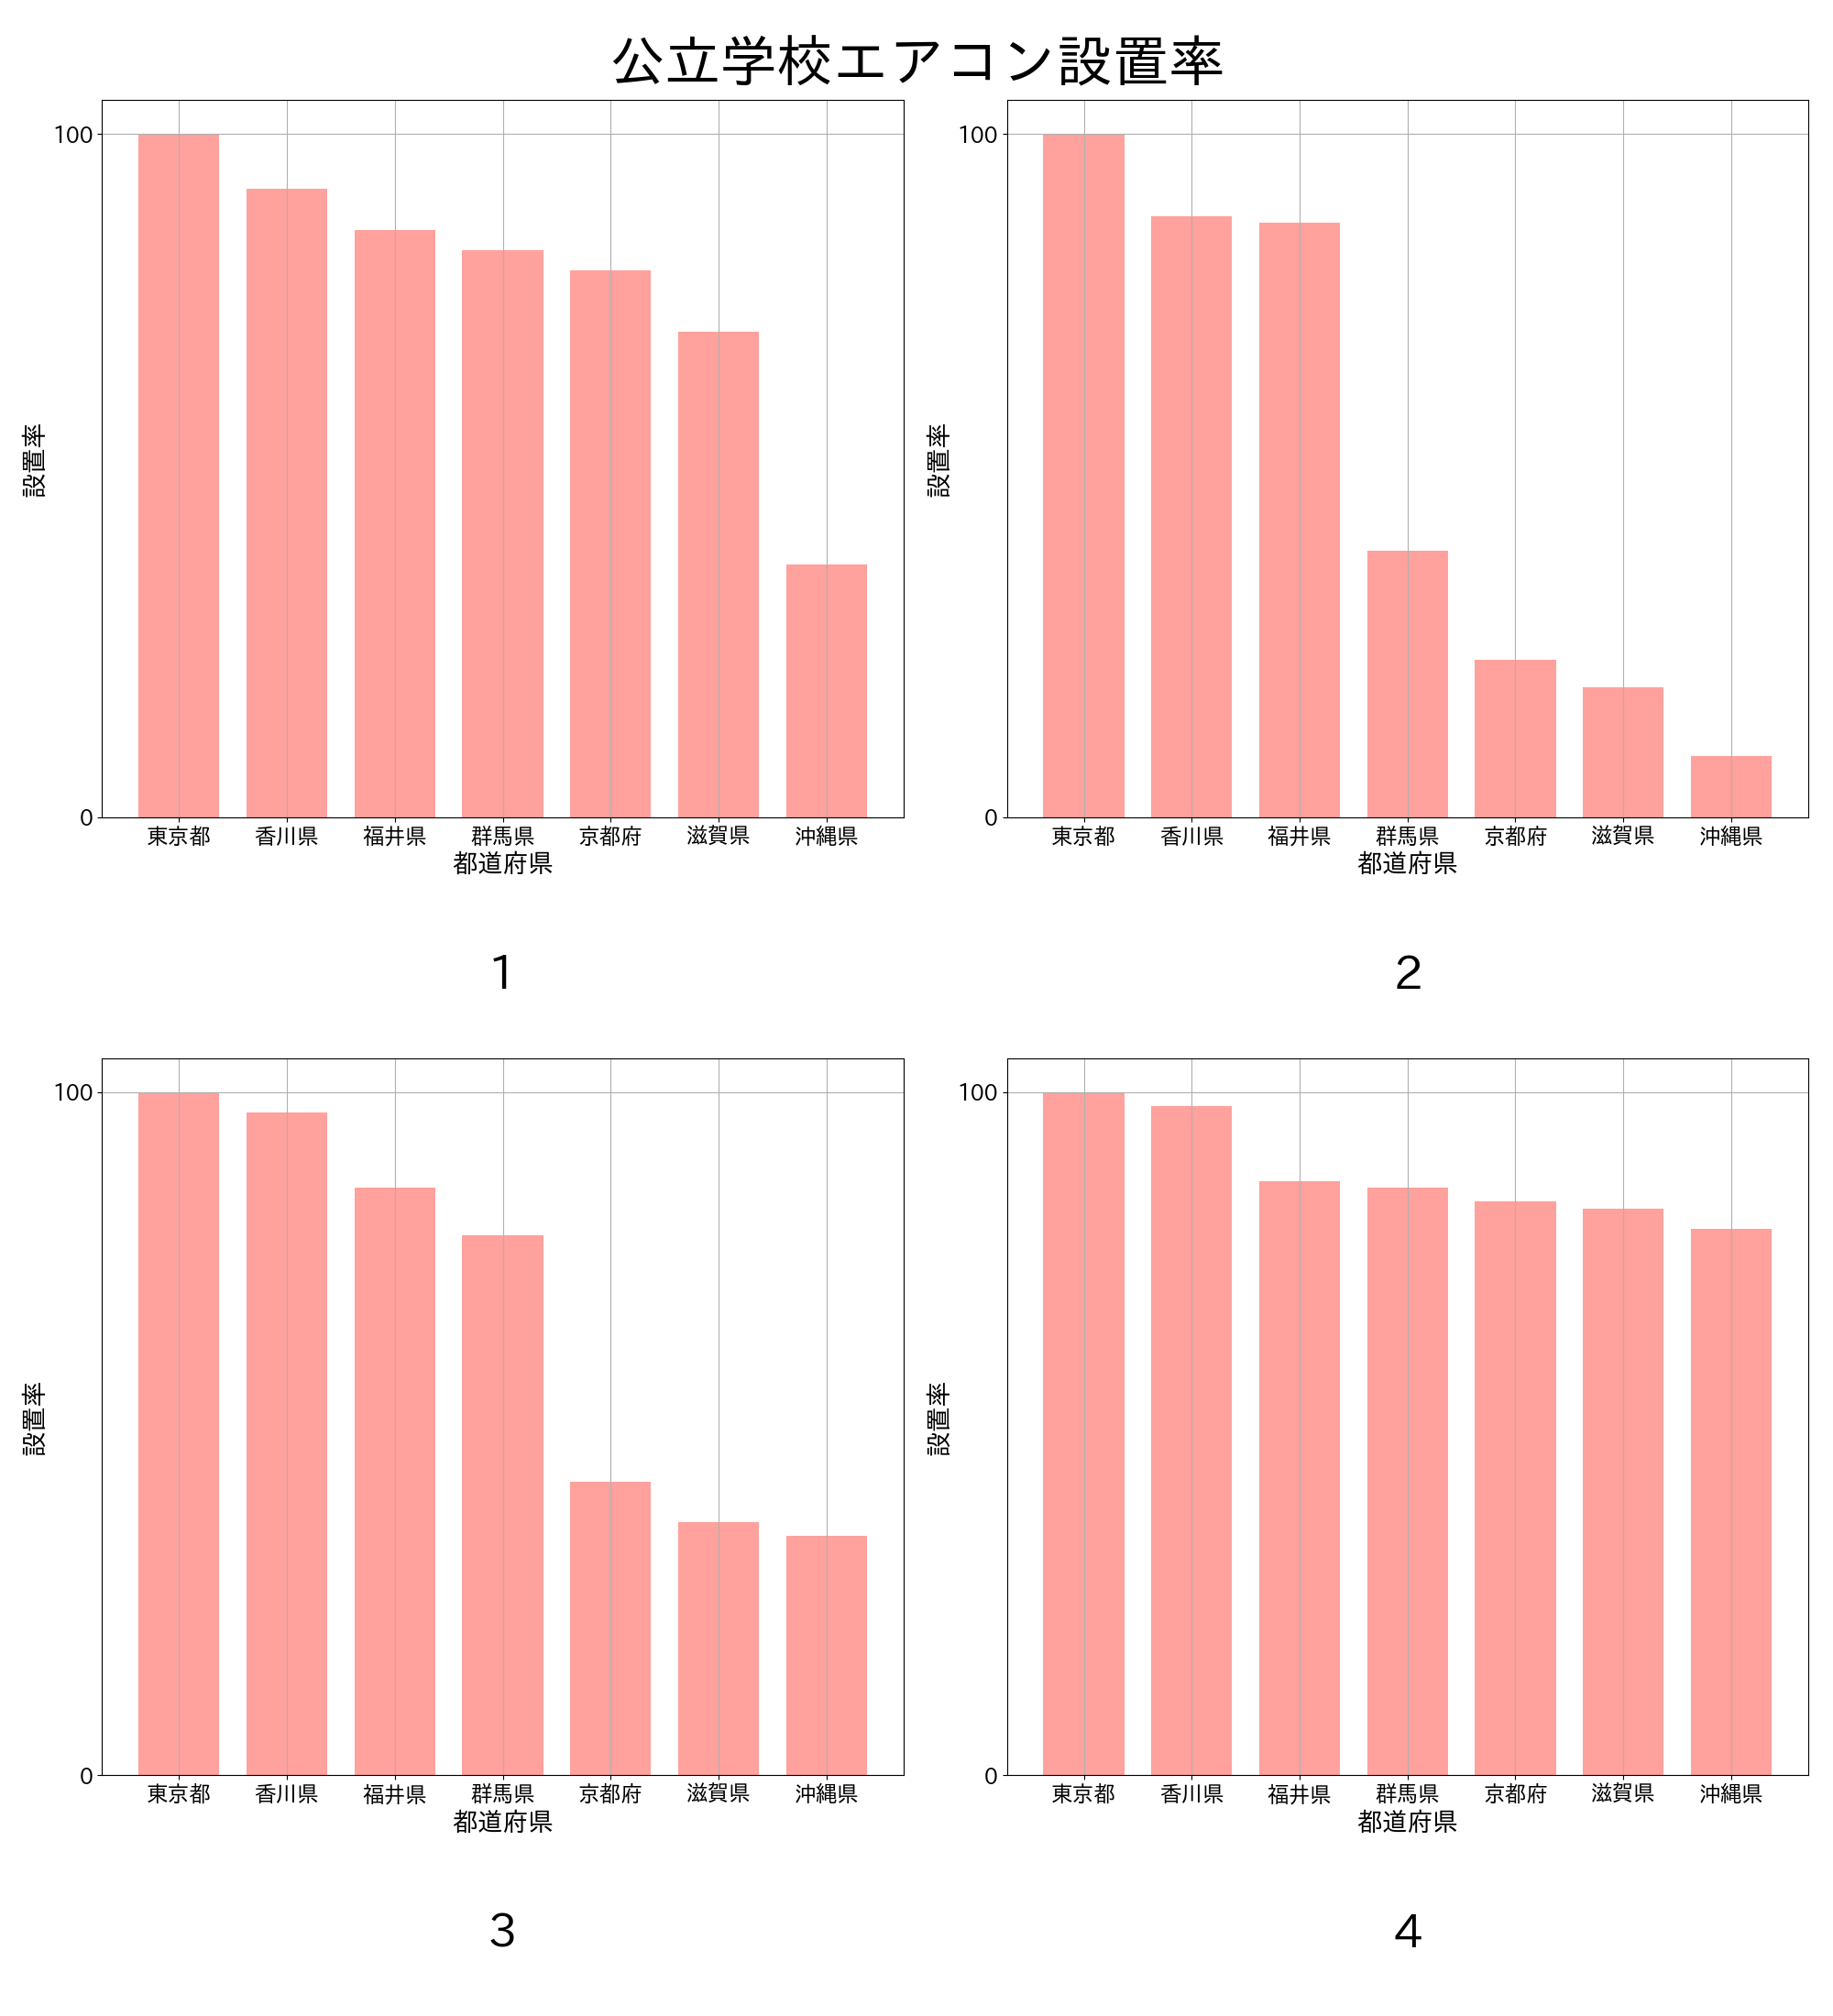 公立学校エアコン設置率
100
設置率
0
東京都 香川県 福井県 群馬県 京都府 滋賀県 沖縄県
都道府県
1
100
設置率
0
東京都 香川県 福井県 群馬県 京都府 滋賀県 沖縄県
都道府県
2
100
設置率
0
東京都 香川県 福井県 群馬県 京都府 滋賀県 沖縄県
都道府県
3
100
設置率
0
東京都 香川県 福井県 群馬県 京都府 滋賀県 沖縄県
都道府県
4